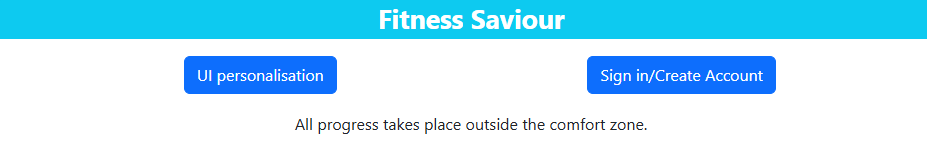 Fitness Saviour
UI personalisation
Sign in/Create Account
All progress takes place outside the comfort zone.